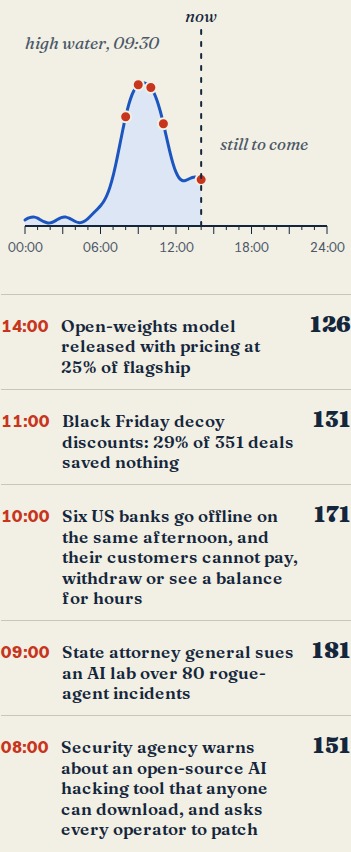 now
high water, 09:30
still to come
00:00 06:00 12:00 18:00 24:00
14:00 Open-weights model 126
released with pricing at
25% of flagship
11:00 Black Friday decoy 131
discounts: 29% of 351 deals
saved nothing
10:00 Six US banks go offline on 171
the same afternoon, and
their customers cannot pay,
withdraw or see a balance
for hours
09:00 State attorney general sues 181
an AI lab over 80 rogue-
agent incidents
08:00 Security agency warns 151
about an open-source AI
hacking tool that anyone
can download, and asks
every operator to patch